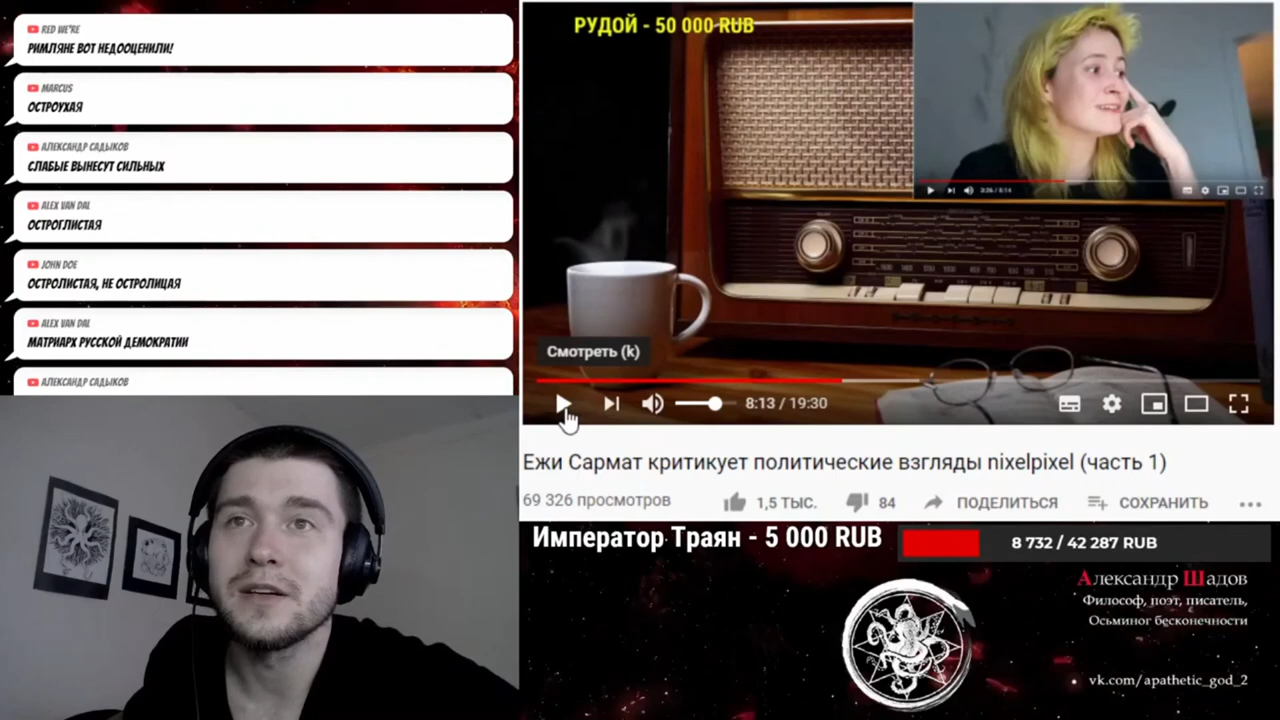 RED WE'RE
РИМЛЯНЕ ВОТ НЕДООЦЕНИЛИ!
MARCUS
ОСТРОУХАЯ
АЛЕКСАНДР САДЫКОВ
СЛАБЫЕ ВЫНЕСУТ СИЛЬНЫХ
ALEX VAN DAL
ОСТРОГЛИСТАЯ
JOHN DOE
ОСТРОЛИСТАЯ, НЕ ОСТРОЛИЦАЯ
ALEX VAN DAL
МАТРИАРХ РУССКОЙ ДЕМОКРАТИИ
АЛЕКСАНДР САДЫКОВ
РУДОЙ - 50 000 RUB
3:26 / 8:14
Смотреть (k)
8:13 / 19:30
Ежи Сармат критикует политические взгляды nixelpixel (часть 1)
69 326 просмотров
1,5 ТЫС.
84
ПОДЕЛИТЬСЯ
СОХРАНИТЬ
Император Траян - 5 000 RUB
8 732 / 42 287 RUB
Александр Шадов
Философ, поэт, писатель,
Осьминог бесконечности
vk.com/apathetic_god_2